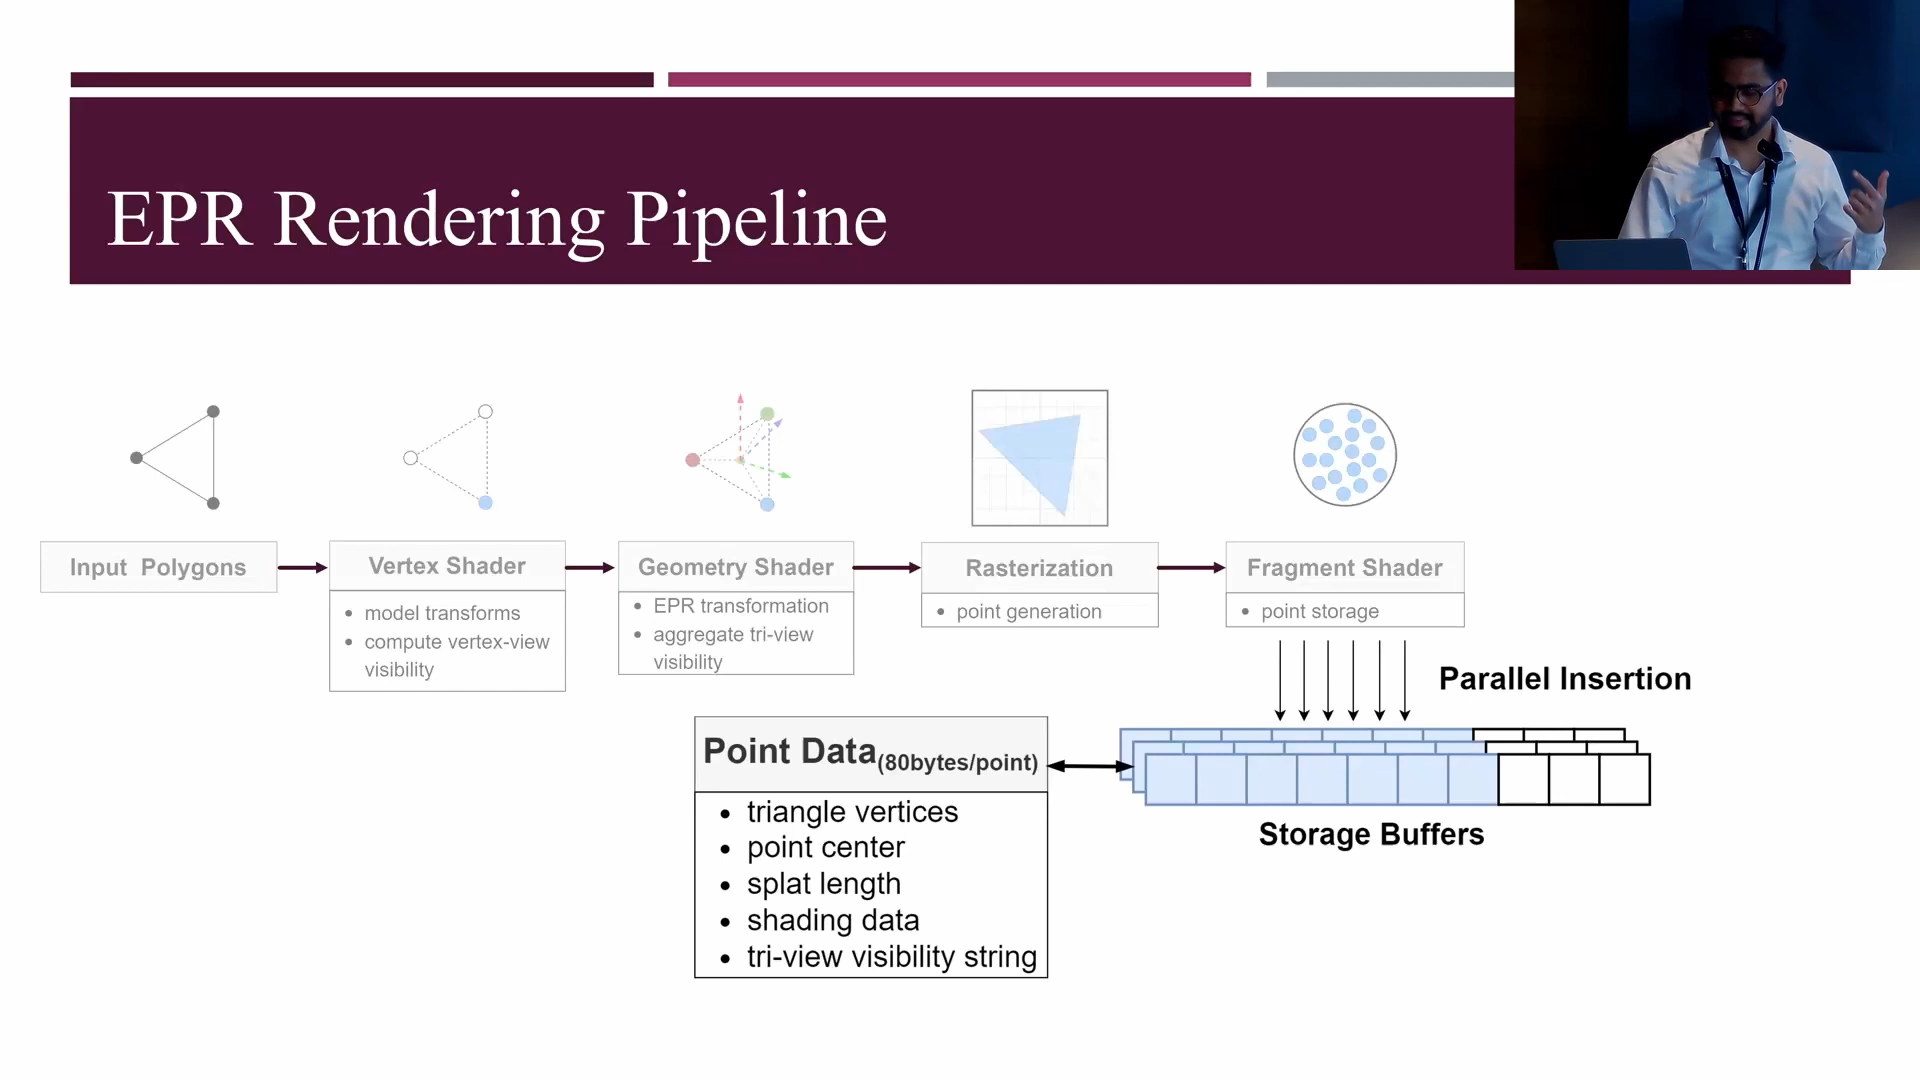 EPR Rendering Pipeline
Input Polygons
Vertex Shader
model transforms
compute vertex-view
visibility
Geometry Shader
EPR transformation
aggregate tri-view
visibility
Rasterization
point generation
Fragment Shader
point storage
Parallel Insertion
Storage Buffers
Point Data(80bytes/point)
triangle vertices
point center
splat length
shading data
tri-view visibility string